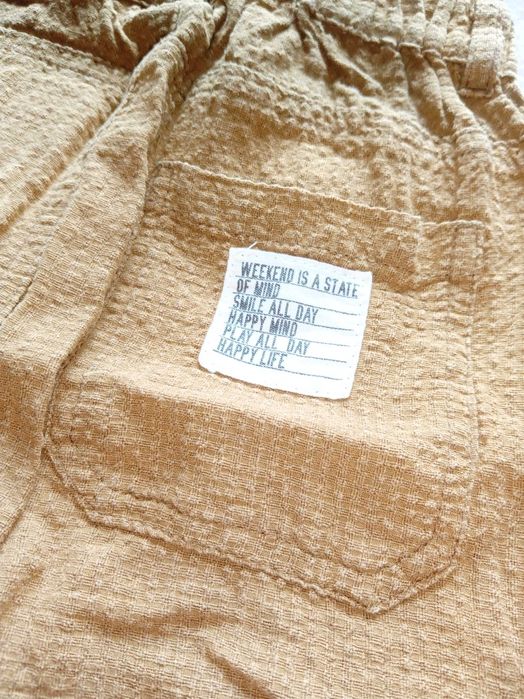 WEEKEND IS A STATE
OF MIND
SMILE ALL DAY
HAPPY MIND
PLAY ALL DAY
HAPPY LIFE